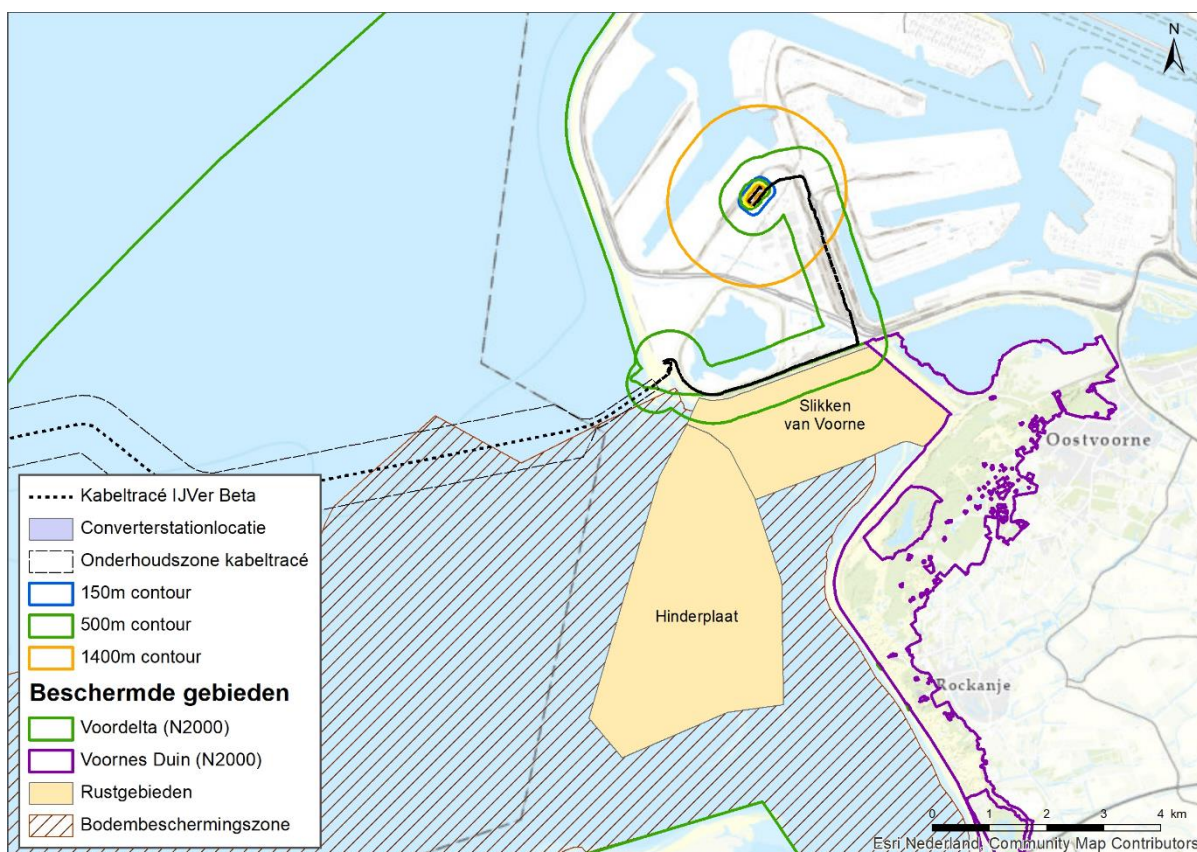 N
Slikken
van Voorne
Oostvoorne
Hinderplaat
Rockanje
Kabeltracé IJVer Beta
Converterstationlocatie
Onderhoudszone kabeltracé
150m contour
500m contour
1400m contour
Beschermde gebieden
Voordelta (N2000)
Voornes Duin (N2000)
Rustgebieden
Bodembeschermingszone
0 1 2 3 4 km
Esri Nederland, Community Map Contributors